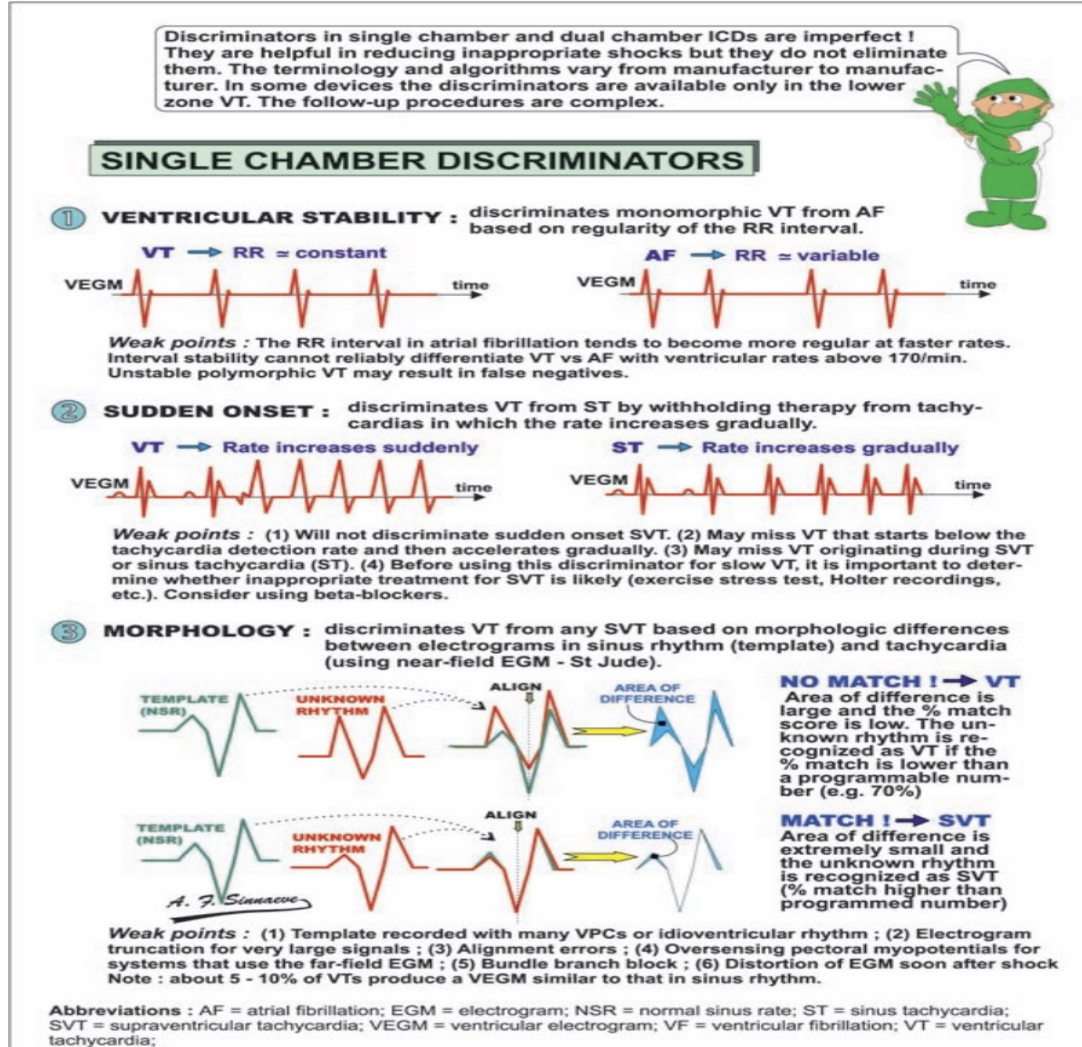 Discriminators in single chamber and dual chamber ICDs are imperfect !
They are helpful in reducing inappropriate shocks but they do not eliminate
them. The terminology and algorithms vary from manufacturer to manufac-
turer. In some devices the discriminators are available only in the lower
zone VT. The follow-up procedures are complex.
SINGLE CHAMBER DISCRIMINATORS
1 VENTRICULAR STABILITY : discriminates monomorphic VT from AF
based on regularity of the RR interval.
VT → RR ≃ constant
VEGM
time
AF → RR ≃ variable
VEGM
time
Weak points : The RR interval in atrial fibrillation tends to become more regular at faster rates.
Interval stability cannot reliably differentiate VT vs AF with ventricular rates above 170/min.
Unstable polymorphic VT may result in false negatives.
2 SUDDEN ONSET : discriminates VT from ST by withholding therapy from tachy-
cardias in which the rate increases gradually.
VT → Rate increases suddenly
VEGM
time
ST → Rate increases gradually
VEGM
time
Weak points : (1) Will not discriminate sudden onset SVT. (2) May miss VT that starts below the
tachycardia detection rate and then accelerates gradually. (3) May miss VT originating during SVT
or sinus tachycardia (ST). (4) Before using this discriminator for slow VT, it is important to deter-
mine whether inappropriate treatment for SVT is likely (exercise stress test, Holter recordings,
etc.). Consider using beta-blockers.
3 MORPHOLOGY : discriminates VT from any SVT based on morphologic differences
between electrograms in sinus rhythm (template) and tachycardia
(using near-field EGM - St Jude).
TEMPLATE
(NSR)
UNKNOWN
RHYTHM
ALIGN
AREA OF
DIFFERENCE
NO MATCH ! → VT
Area of difference is
large and the % match
score is low. The un-
known rhythm is re-
cognized as VT if the
% match is lower than
a programmable num-
ber (e.g. 70%)
TEMPLATE
(NSR)
UNKNOWN
RHYTHM
ALIGN
AREA OF
DIFFERENCE
MATCH ! → SVT
Area of difference is
extremely small and
the unknown rhythm
is recognized as SVT
(% match higher than
programmed number)
A. F. Sinnaeve
Weak points : (1) Template recorded with many VPCs or idioventricular rhythm ; (2) Electrogram
truncation for very large signals ; (3) Alignment errors ; (4) Oversensing pectoral myopotentials for
systems that use the far-field EGM ; (5) Bundle branch block ; (6) Distortion of EGM soon after shock
Note : about 5 - 10% of VTs produce a VEGM similar to that in sinus rhythm.
Abbreviations : AF = atrial fibrillation; EGM = electrogram; NSR = normal sinus rate; ST = sinus tachycardia;
SVT = supraventricular tachycardia; VEGM = ventricular electrogram; VF = ventricular fibrillation; VT = ventricular
tachycardia;